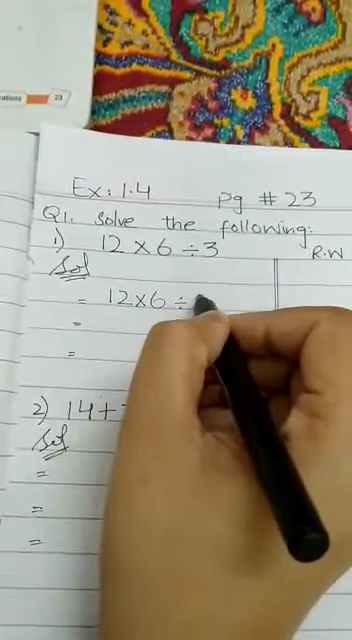 23
Ex: 1.4
Pg # 23
Q1. Solve the following:
1) 12 × 6 ÷ 3
R.W
Sol
= 12 × 6 ÷
=
=
2) 14 +
Sol
=
=
=